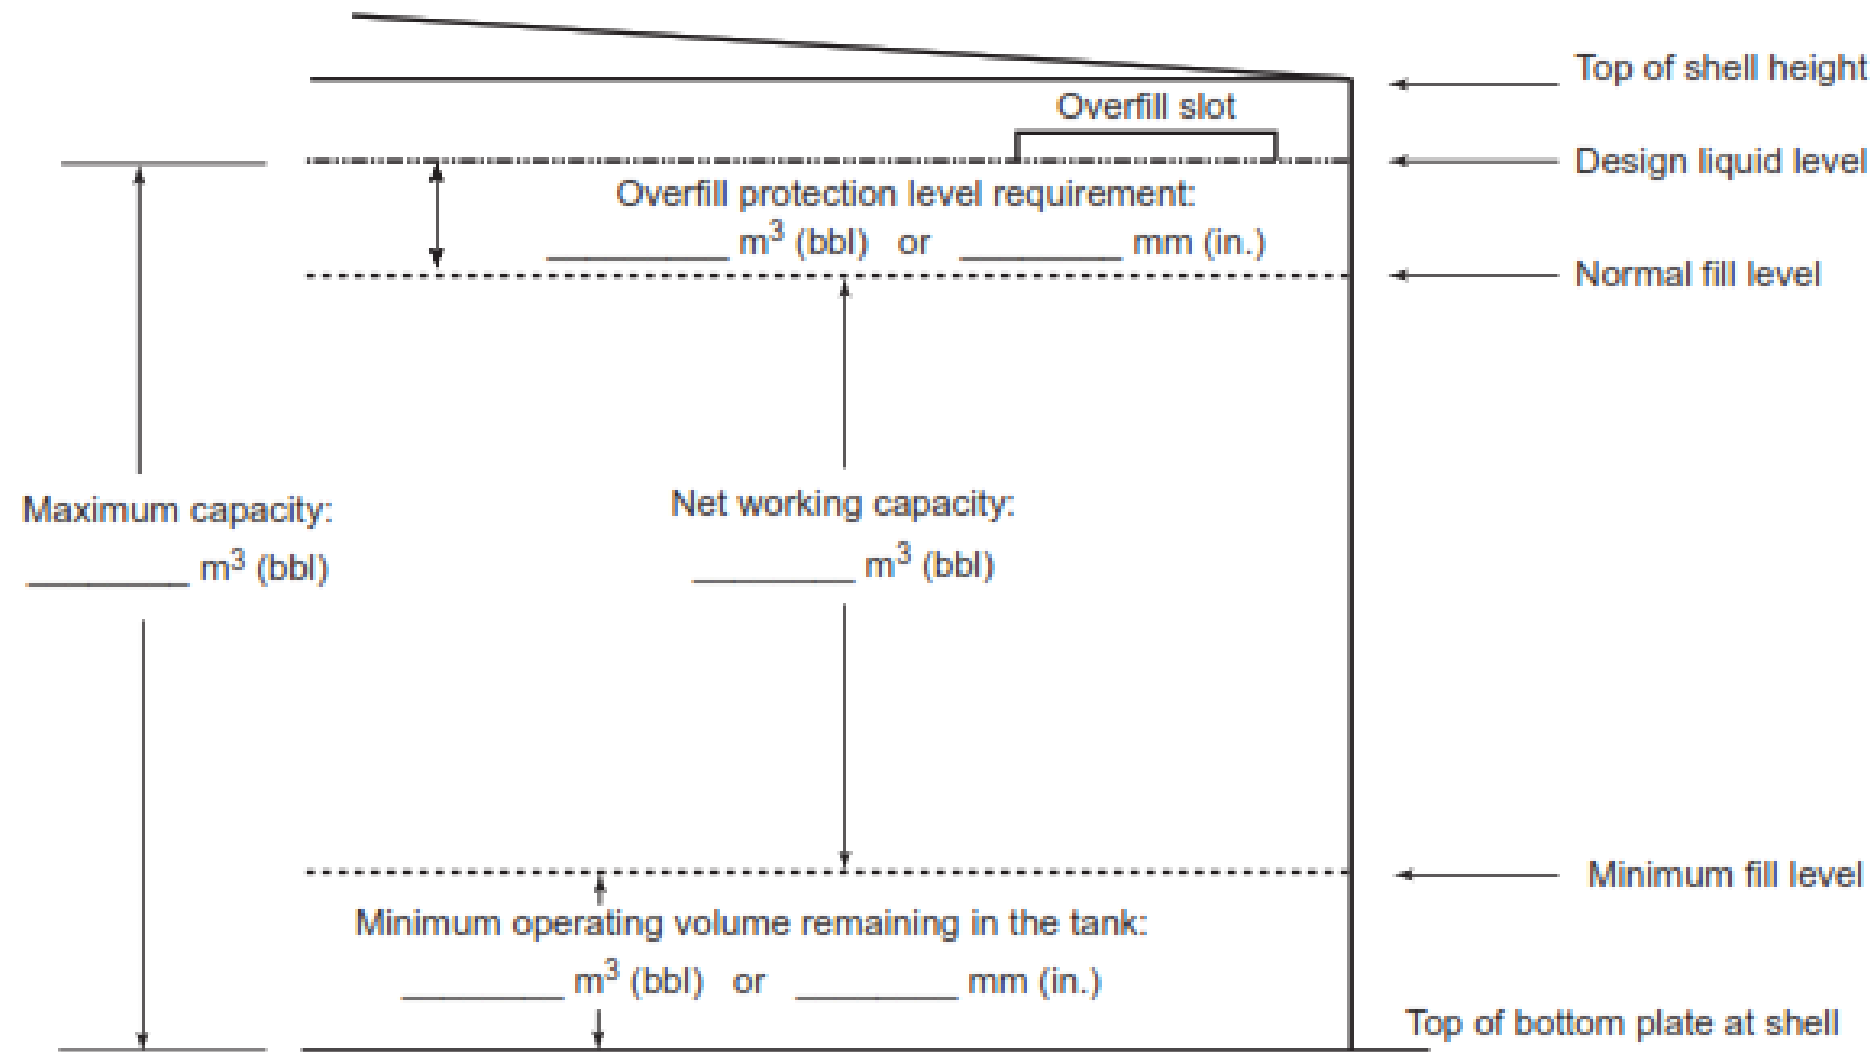 Top of shell height
Overfill slot
Design liquid level
Overfill protection level requirement:
________ m³ (bbl) or ________ mm (in.)
Normal fill level
Maximum capacity:
________ m³ (bbl)
Net working capacity:
________ m³ (bbl)
Minimum fill level
Minimum operating volume remaining in the tank:
________ m³ (bbl) or ________ mm (in.)
Top of bottom plate at shell